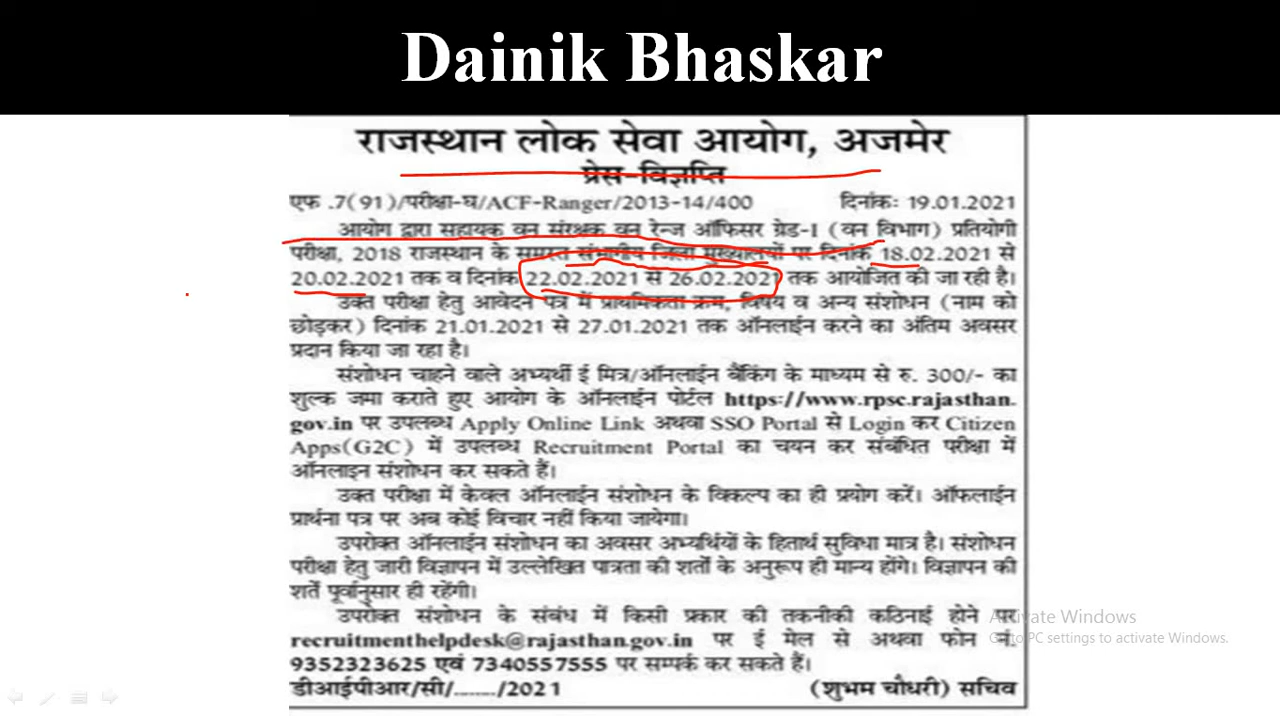 Dainik Bhaskar
राजस्थान लोक सेवा आयोग, अजमेर
प्रेस-विज्ञप्ति
एफ .7(91)/परीक्षा-घ/ACF-Ranger/2013-14/400 दिनांकः 19.01.2021
आयोग द्वारा सहायक वन संरक्षक वन रेन्ज ऑफिसर ग्रेड-I (वन विभाग) प्रतियोगी
परीक्षा, 2018 राजस्थान के समस्त संभागीय जिला मुख्यालयों पर दिनांक 18.02.2021 से
20.02.2021 तक व दिनांक 22.02.2021 से 26.02.2021 तक आयोजित की जा रही है।
उक्त परीक्षा हेतु आवेदन पत्र में प्राथमिकता क्रम, विषय व अन्य संशोधन (नाम को
छोड़कर) दिनांक 21.01.2021 से 27.01.2021 तक ऑनलाईन करने का अंतिम अवसर
प्रदान किया जा रहा है।
संशोधन चाहने वाले अभ्यर्थी ई मित्र/ऑनलाईन बैंकिंग के माध्यम से रु. 300/- का
शुल्क जमा कराते हुए आयोग के ऑनलाईन पोर्टल https://www.rpsc.rajasthan.
gov.in पर उपलब्ध Apply Online Link अथवा SSO Portal से Login कर Citizen
Apps(G2C) में उपलब्ध Recruitment Portal का चयन कर संबंधित परीक्षा में
ऑनलाइन संशोधन कर सकते हैं।
उक्त परीक्षा में केवल ऑनलाईन संशोधन के विकल्प का ही प्रयोग करें। ऑफलाईन
प्रार्थना पत्र पर अब कोई विचार नहीं किया जायेगा।
उपरोक्त ऑनलाईन संशोधन का अवसर अभ्यर्थियों के हितार्थ सुविधा मात्र है। संशोधन
परीक्षा हेतु जारी विज्ञापन में उल्लेखित पात्रता की शर्तों के अनुरूप ही मान्य होंगे। विज्ञापन की
शर्तें पूर्वानुसार ही रहेंगी।
उपरोक्त संशोधन के संबंध में किसी प्रकार की तकनीकी कठिनाई होने पर
recruitmenthelpdesk@rajasthan.gov.in पर ई मेल से अथवा फोन नं.
9352323625 एवं 7340557555 पर सम्पर्क कर सकते हैं।
डीआईपीआर/सी/......../2021 (शुभम चौधरी) सचिव
Activate Windows
Go to PC settings to activate Windows.